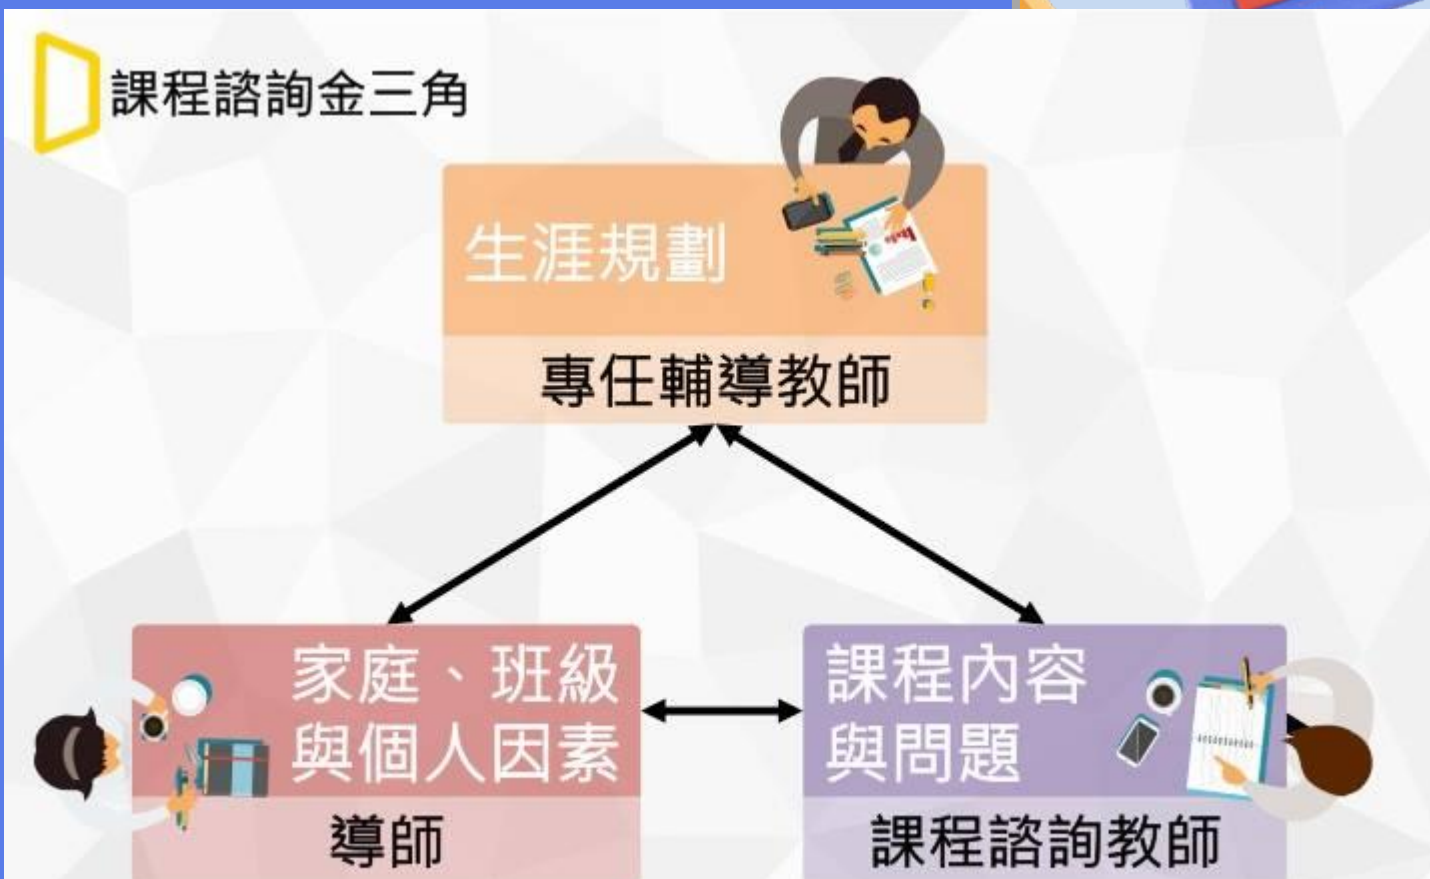 課程諮詢金三角
生涯規劃
專任輔導教師
家庭、班級
與個人因素
導師
課程內容
與問題
課程諮詢教師